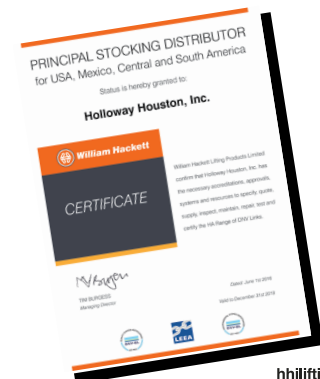 PRINCIPAL STOCKING DISTRIBUTOR
for USA, Mexico, Central and South America
Status is hereby granted to:
Holloway Houston, Inc.
William Hackett
CERTIFICATE
William Hackett Lifting Products Limited
confirm that Holloway Houston, Inc. has
the necessary accreditations, approvals,
systems and resources to specify, quote,
supply, inspect, maintain, repair, test and
certify the HA Range of DNV Links.
TIM BURGESS
Managing Director
Dated: June 1st 2016
Valid to December 31st 2016
LEEA
hhilifti